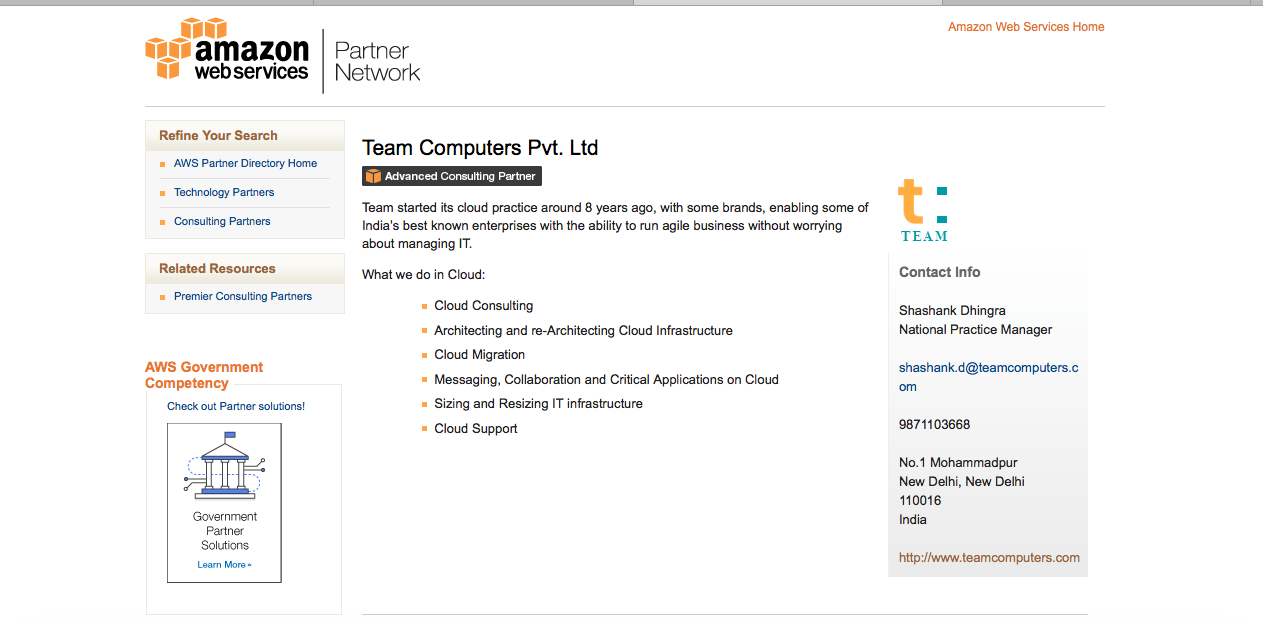 amazon
web services
Partner
Network
Amazon Web Services Home
Refine Your Search
AWS Partner Directory Home
Technology Partners
Consulting Partners
Related Resources
Premier Consulting Partners
AWS Government
Competency
Check out Partner solutions!
Government
Partner
Solutions
Learn More»
Team Computers Pvt. Ltd
Advanced Consulting Partner
Team started its cloud practice around 8 years ago, with some brands, enabling some of
India's best known enterprises with the ability to run agile business without worrying
about managing IT.
What we do in Cloud:
Cloud Consulting
Architecting and re-Architecting Cloud Infrastructure
Cloud Migration
Messaging, Collaboration and Critical Applications on Cloud
Sizing and Resizing IT infrastructure
Cloud Support
t:
TEAM
Contact Info
Shashank Dhingra
National Practice Manager
shashank.d@teamcomputers.c
om
9871103668
No.1 Mohammadpur
New Delhi, New Delhi
110016
India
http://www.teamcomputers.com